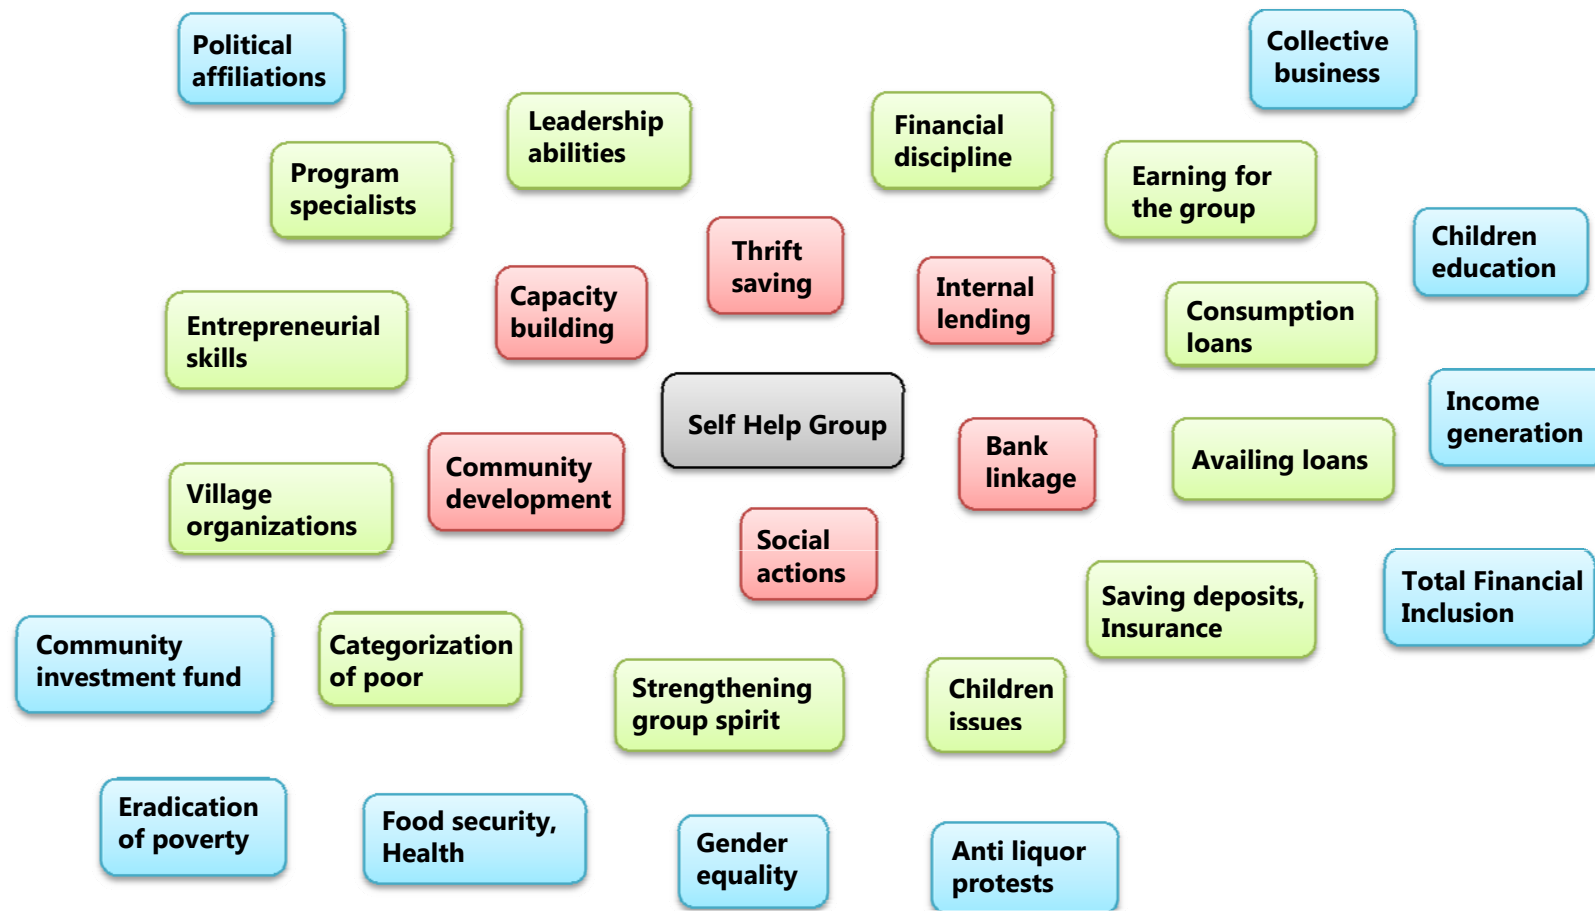 Political
affiliations
Collective
business
Leadership
abilities
Financial
discipline
Program
specialists
Earning for
the group
Children
education
Thrift
saving
Capacity
building
Internal
lending
Entrepreneurial
skills
Consumption
loans
Self Help Group
Income
generation
Community
development
Bank
linkage
Availing loans
Village
organizations
Social
actions
Saving deposits,
Insurance
Total Financial
Inclusion
Community
investment fund
Categorization
of poor
Strengthening
group spirit
Children
issues
Eradication
of poverty
Food security,
Health
Gender
equality
Anti liquor
protests